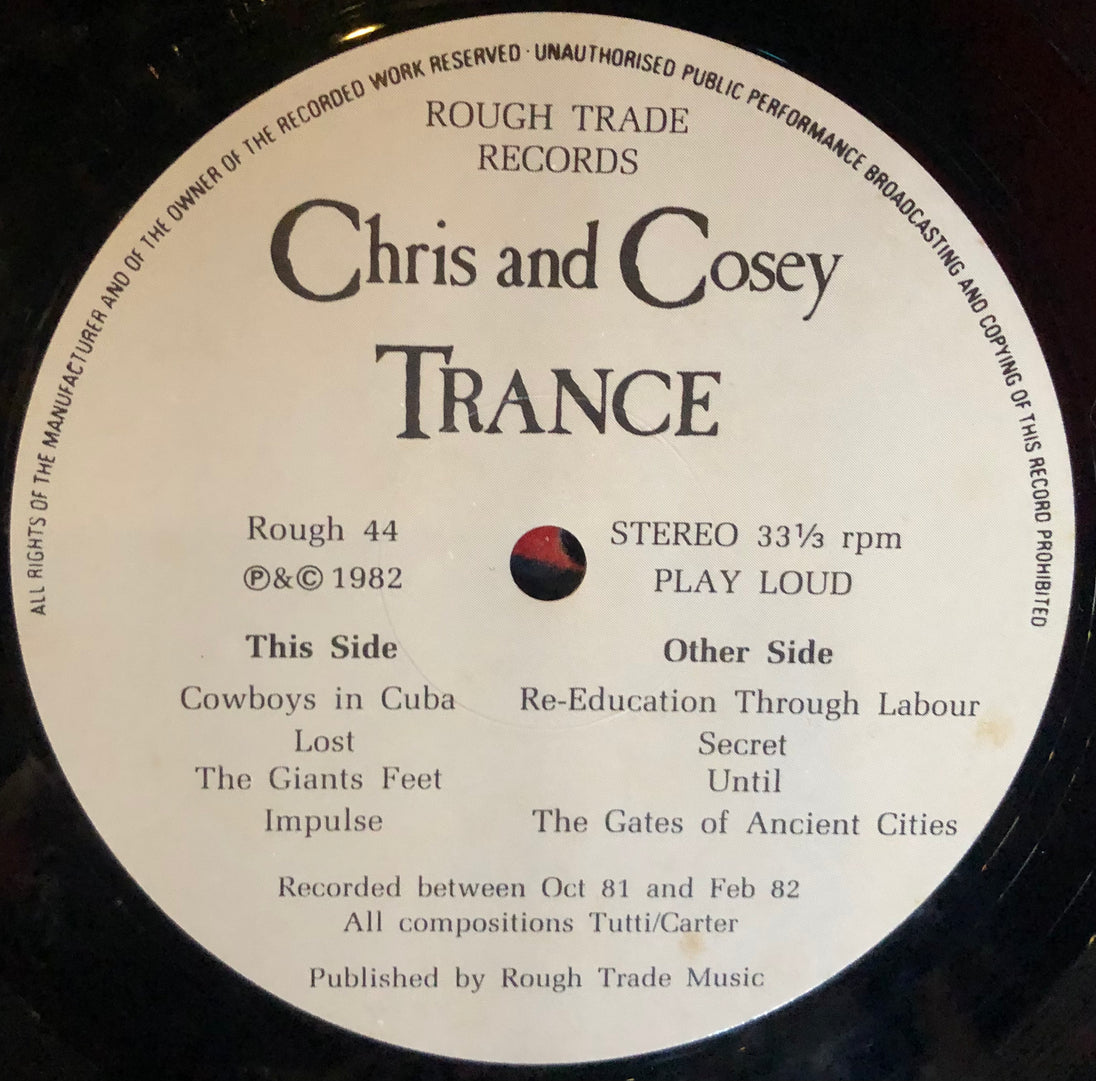 ALL RIGHTS OF THE MANUFACTURER AND OF THE OWNER OF THE RECORDED WORK RESERVED · UNAUTHORISED PUBLIC PERFORMANCE BROADCASTING AND COPYING OF THIS RECORD PROHIBITED
ROUGH TRADE
RECORDS
Chris and Cosey
TRANCE
Rough 44
℗&© 1982
STEREO 33⅓ rpm
PLAY LOUD
This Side
Cowboys in Cuba
Lost
The Giants Feet
Impulse
Other Side
Re-Education Through Labour
Secret
Until
The Gates of Ancient Cities
Recorded between Oct 81 and Feb 82
All compositions Tutti/Carter
Published by Rough Trade Music